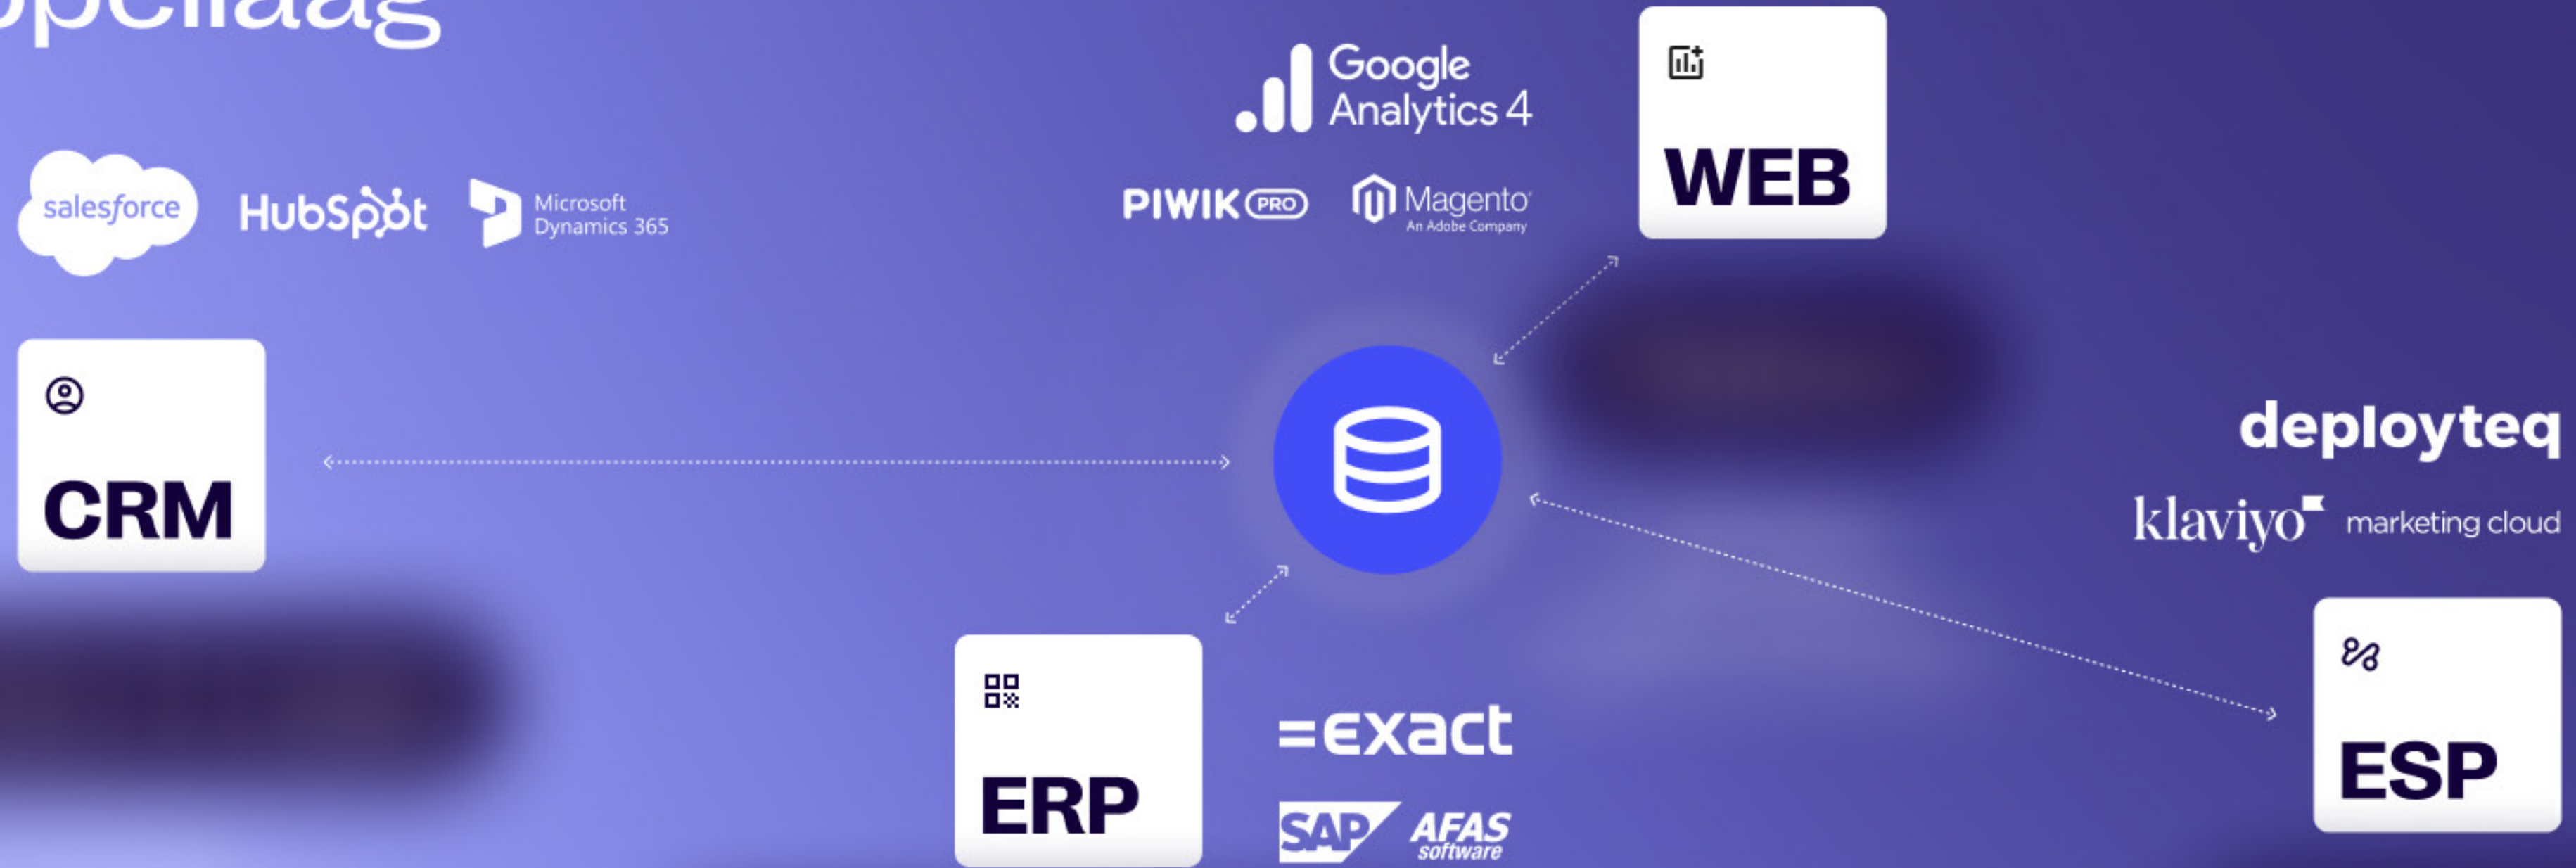 salesforce
HubSpot
Microsoft
Dynamics 365
CRM
Google
Analytics 4
PIWIK PRO
Magento
An Adobe Company
WEB
deployteq
klaviyo
marketing cloud
ESP
ERP
=exact
SAP
AFAS
software